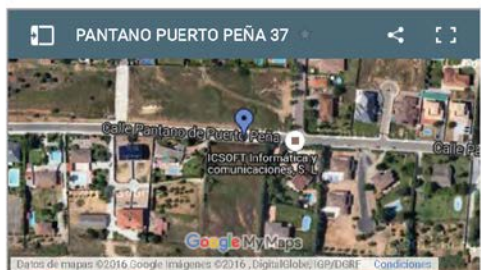 PANTANO PUERTO PEÑA 37
Calle Pantano de Puerto Peña
Calle Pa
ICSOFT Informatica y
comunicaciones, S. L.
Google My Maps
Datos de mapas ©2016 Google Imágenes ©2016 , DigitalGlobe, IGP/DGRF Condiciones